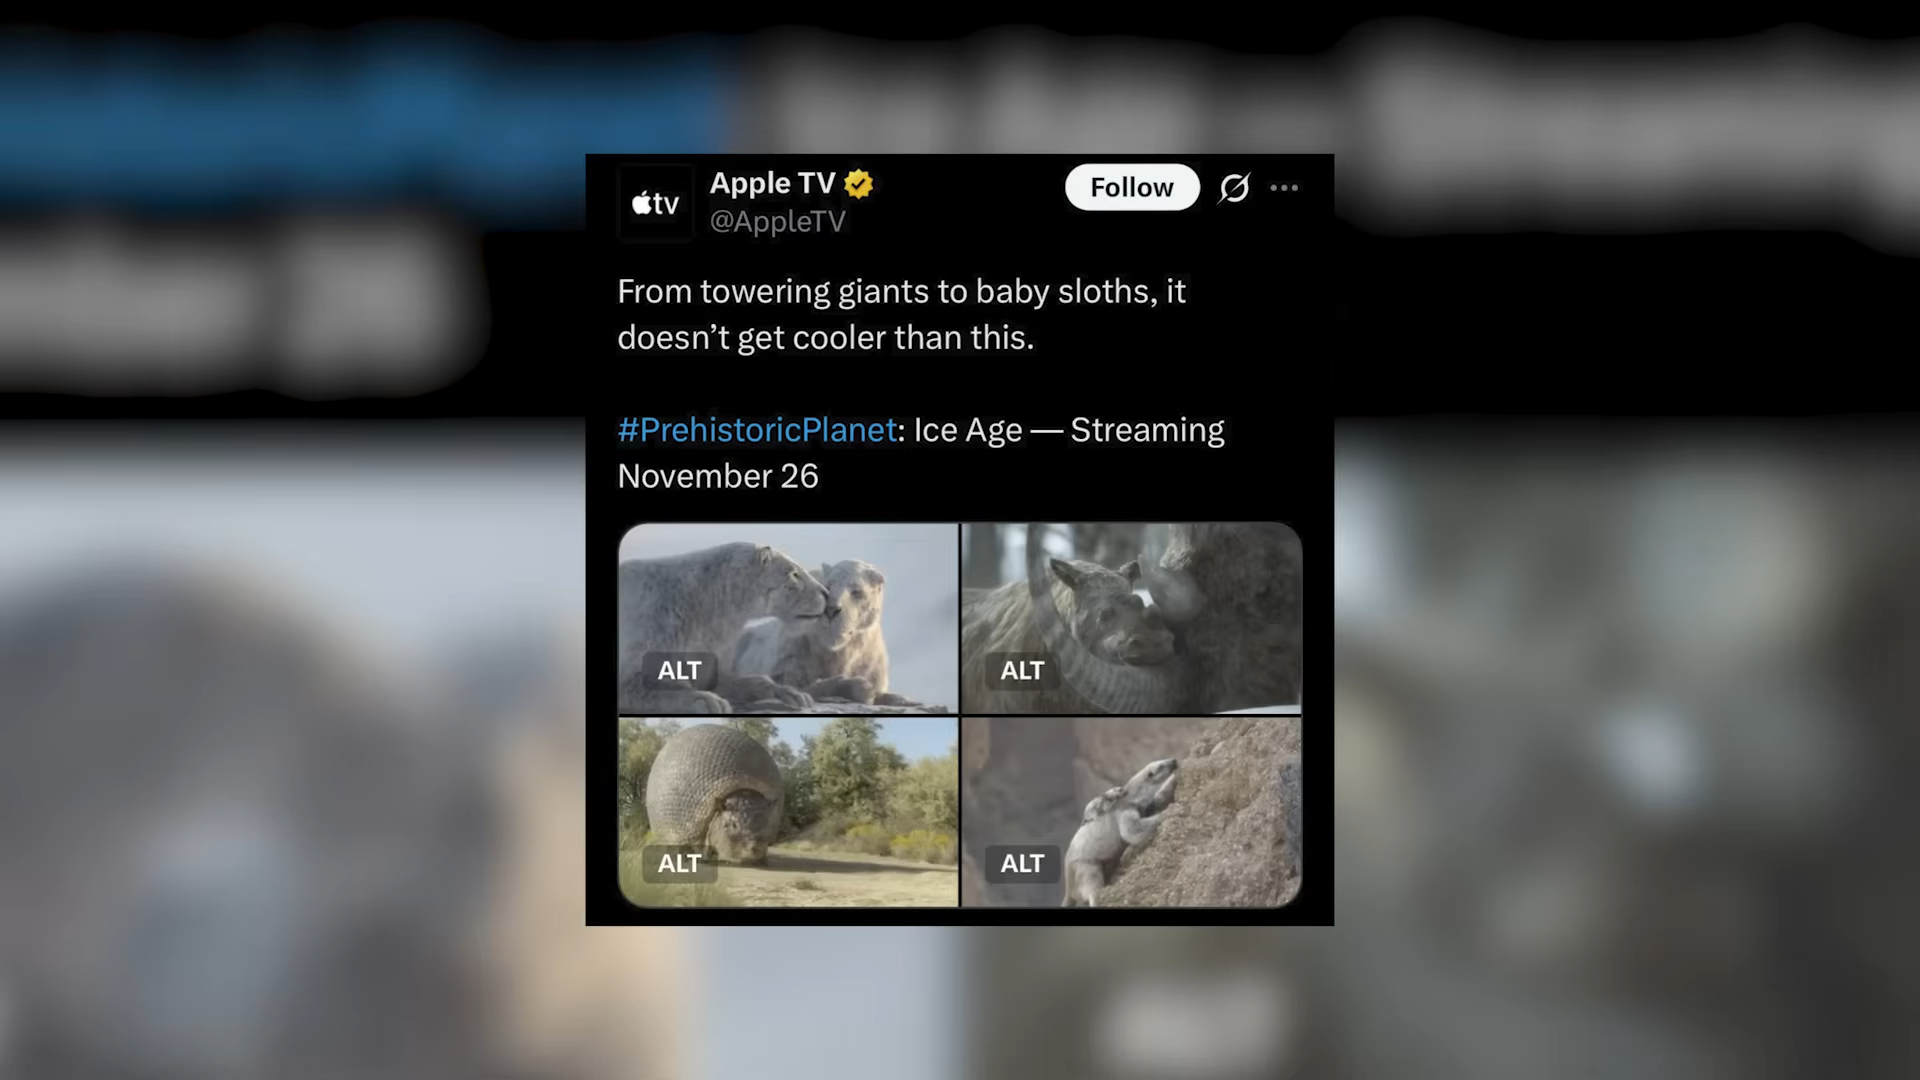 tv
Apple TV
@AppleTV
Follow
From towering giants to baby sloths, it
doesn’t get cooler than this.
#PrehistoricPlanet: Ice Age — Streaming
November 26
ALT
ALT
ALT
ALT